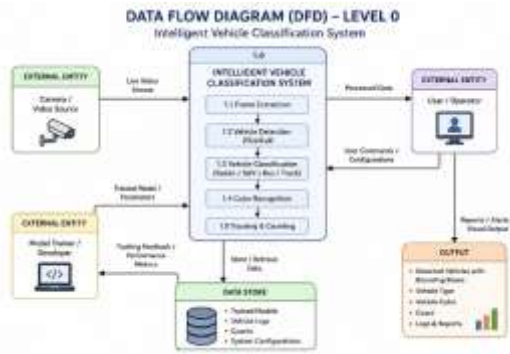 DATA FLOW DIAGRAM (DFD) – LEVEL 0
Intelligent Vehicle Classification System
1.0
INTELLIGENT VEHICLE
CLASSIFICATION SYSTEM
1.1 Frame Extraction
1.2 Vehicle Detection
1.3 Vehicle Classification
(Sedan / SUV / Bus / Truck)
1.4 Color Recognition
1.5 Tracking & Counting
EXTERNAL ENTITY
Camera /
Video Source
Live Video
Stream
Processed Data
EXTERNAL ENTITY
User / Operator
User Commands /
Configurations
Trained Model /
Parameters
EXTERNAL ENTITY
Model Trainer /
Developer
Training Feedback /
Performance
Metrics
Store / Retrieve
Data
DATA STORE
• Trained Models
• Vehicle Logs
• Counts
• System Configurations
Reports / Alerts
Visual Output
OUTPUT
• Detected Vehicles with
Bounding Boxes
• Vehicle Type
• Vehicle Color
• Count
• Logs & Reports